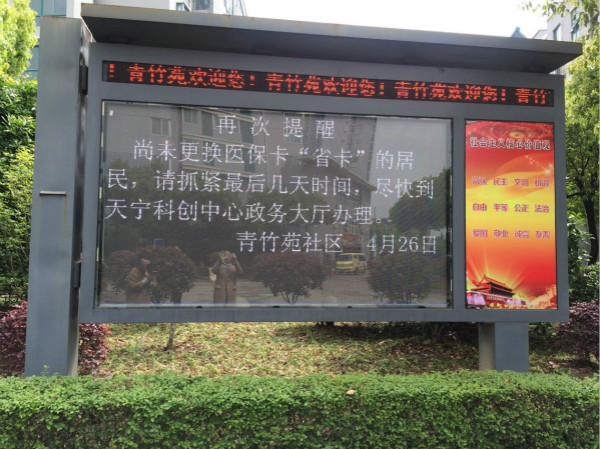 ！青竹苑欢迎您！青竹苑欢迎您！青竹苑欢迎您！青竹
再次提醒
尚未更换医保卡“省卡”的居
民，请抓紧最后几天时间，尽快到
天宁科创中心政务大厅办理。
青竹苑社区 4月26日
社会主义核心价值观
富强 民主 文明 和谐
自由 平等 公正 法治
爱国 敬业 诚信 友善